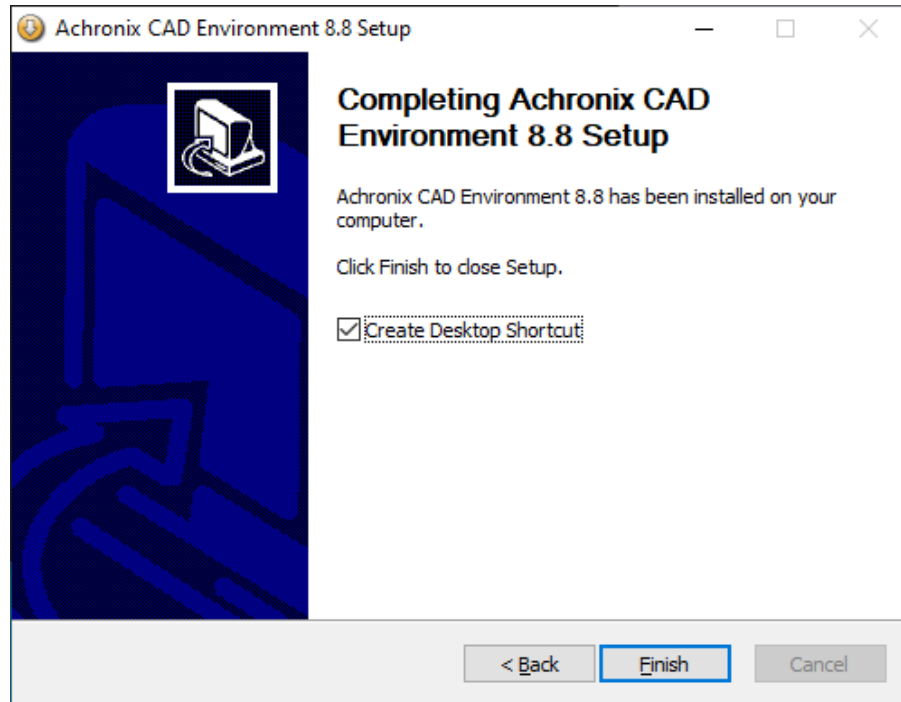 Achronix CAD Environment 8.8 Setup
Completing Achronix CAD
Environment 8.8 Setup
Achronix CAD Environment 8.8 has been installed on your
computer.
Click Finish to close Setup.
Create Desktop Shortcut
< Back
Finish
Cancel